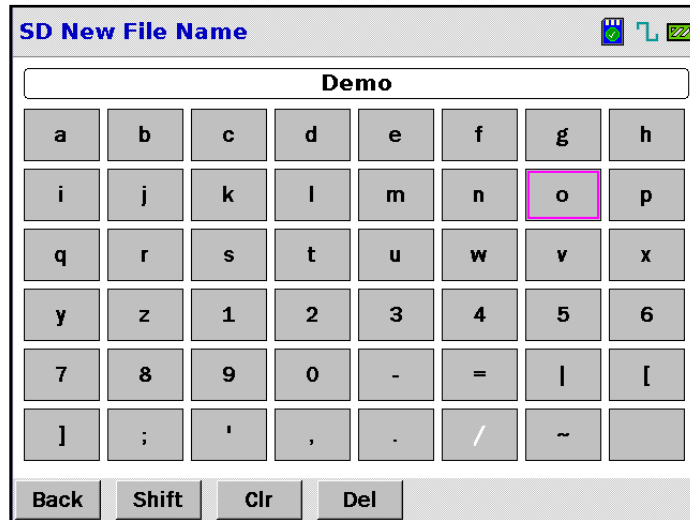 SD New File Name
Demo
a b c d e f g h
i j k l m n o p
q r s t u w v x
y z 1 2 3 4 5 6
7 8 9 0 - = | [
] ; ' , . / ~
Back Shift Clr Del